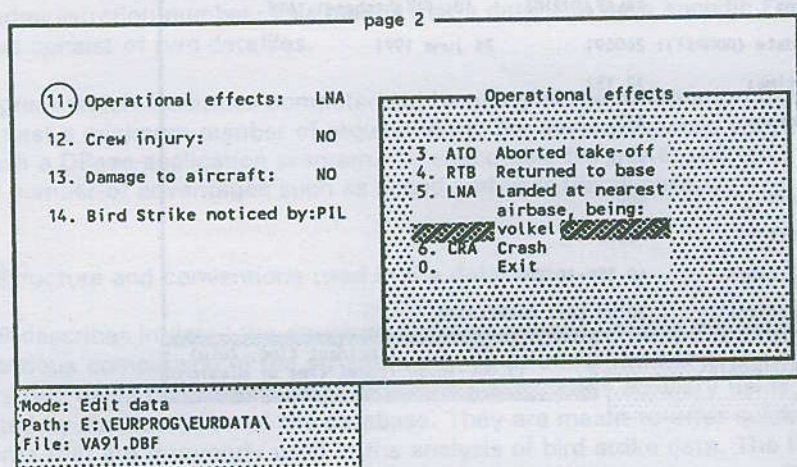 page 2
11. Operational effects: LNA
12. Crew injury: NO
13. Damage to aircraft: NO
14. Bird Strike noticed by:PIL
Operational effects
3. ATO Aborted take-off
4. RTB Returned to base
5. LNA Landed at nearest
airbase, being:
volkel
6. CRA Crash
0. Exit
Mode: Edit data
Path: E:\EURPROG\EURDATA\
File: VA91.DBF